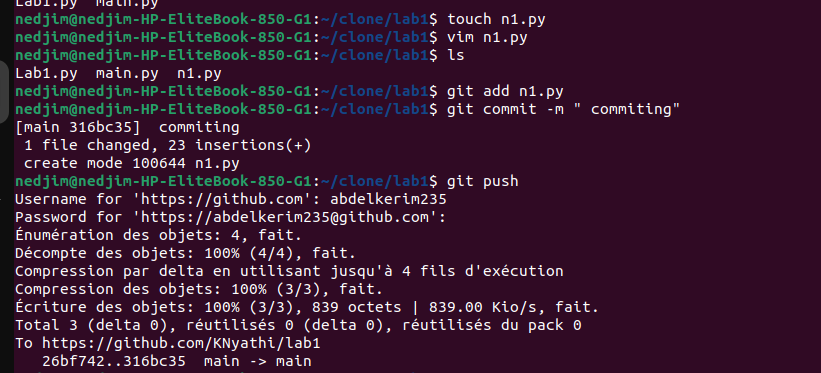 Lab1.py  main.py
nedjim@nedjim-HP-EliteBook-850-G1:~/clone/lab1$ touch n1.py
nedjim@nedjim-HP-EliteBook-850-G1:~/clone/lab1$ vim n1.py
nedjim@nedjim-HP-EliteBook-850-G1:~/clone/lab1$ ls
Lab1.py  main.py  n1.py
nedjim@nedjim-HP-EliteBook-850-G1:~/clone/lab1$ git add n1.py
nedjim@nedjim-HP-EliteBook-850-G1:~/clone/lab1$ git commit -m " commiting"
[main 316bc35]  commiting
 1 file changed, 23 insertions(+)
 create mode 100644 n1.py
nedjim@nedjim-HP-EliteBook-850-G1:~/clone/lab1$ git push
Username for 'https://github.com': abdelkerim235
Password for 'https://abdelkerim235@github.com':
Énumération des objets: 4, fait.
Décompte des objets: 100% (4/4), fait.
Compression par delta en utilisant jusqu'à 4 fils d'exécution
Compression des objets: 100% (3/3), fait.
Écriture des objets: 100% (3/3), 839 octets | 839.00 Kio/s, fait.
Total 3 (delta 0), réutilisés 0 (delta 0), réutilisés du pack 0
To https://github.com/KNyathi/lab1
   26bf742..316bc35  main -> main